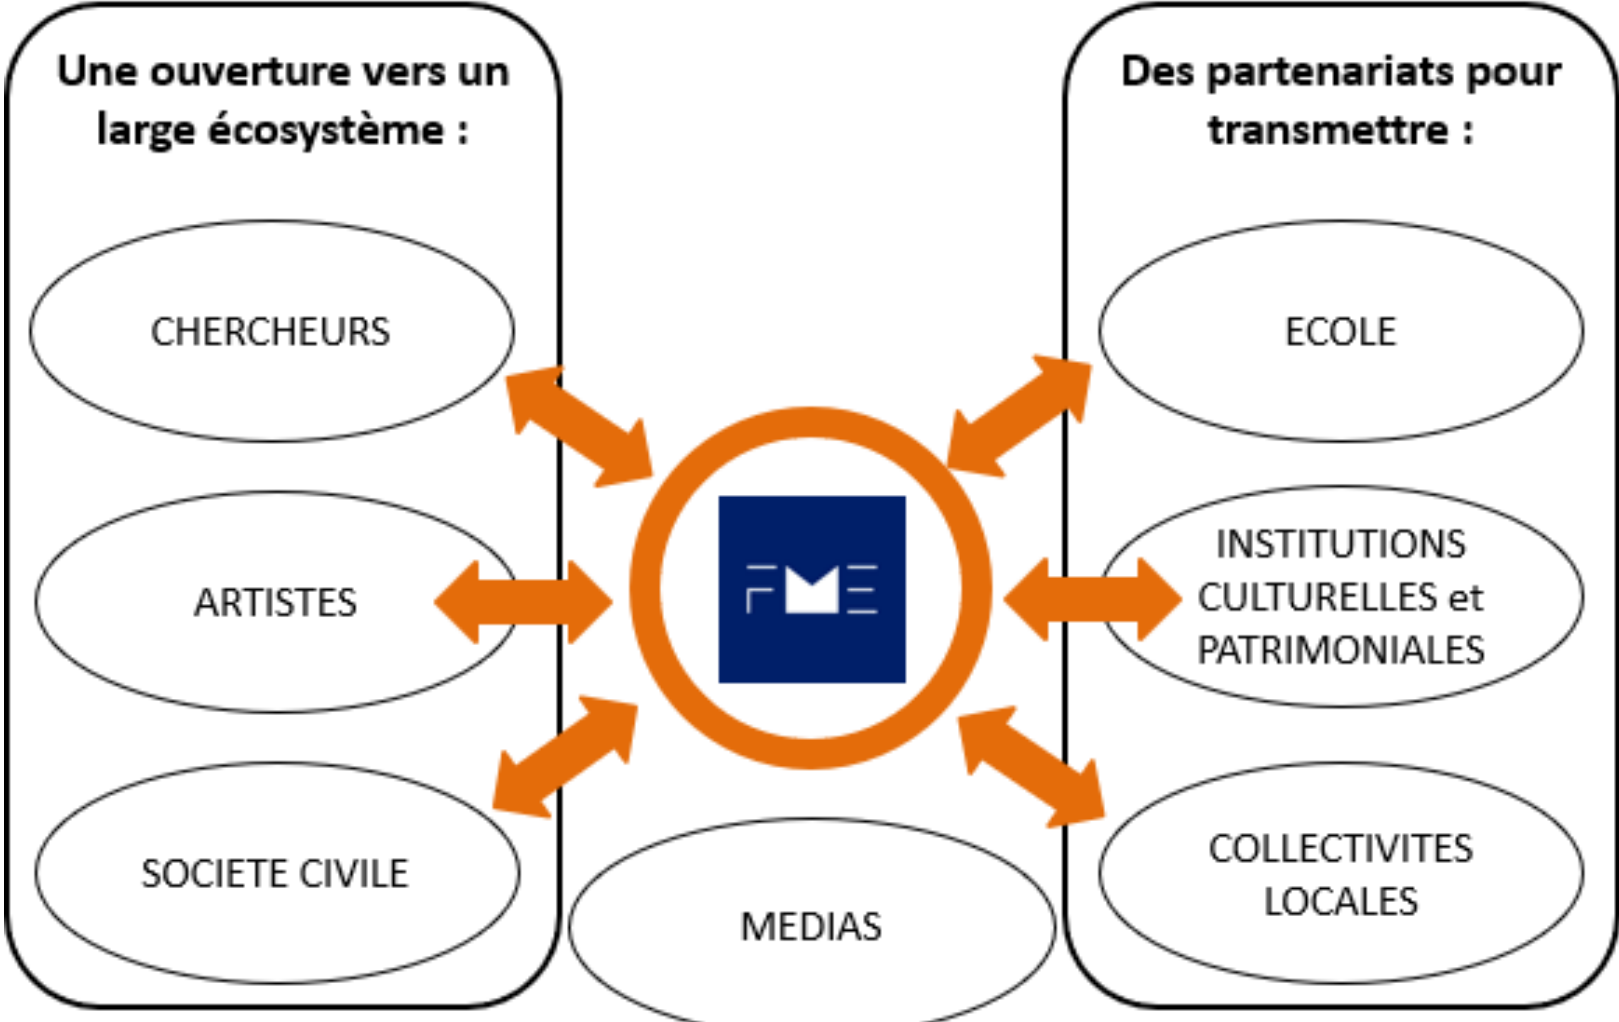 Une ouverture vers un
large écosystème :
CHERCHEURS
ARTISTES
SOCIETE CIVILE
FME
MEDIAS
Des partenariats pour
transmettre :
ECOLE
INSTITUTIONS
CULTURELLES et
PATRIMONIALES
COLLECTIVITES
LOCALES